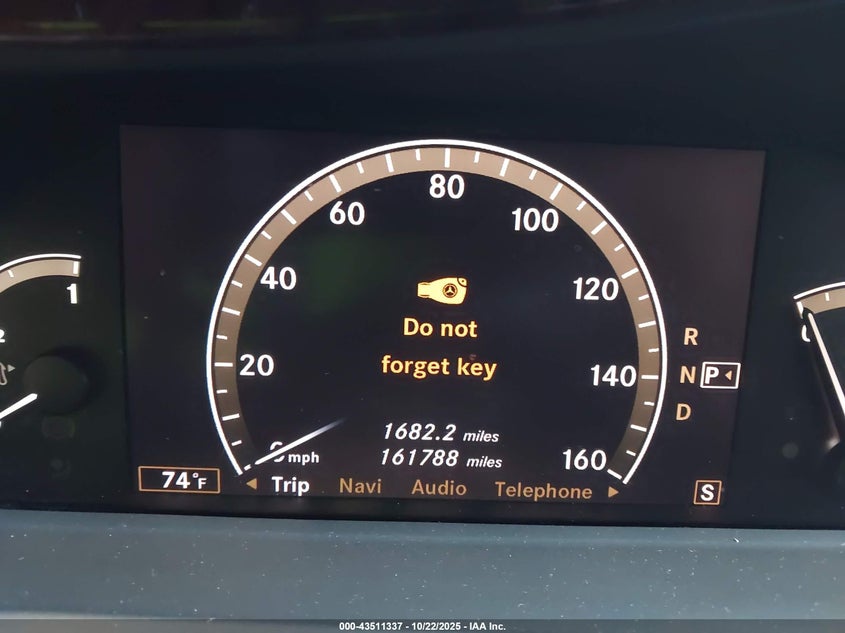 80
60
100
40
120
1
Do not
R
20
forget key
140
N P
D
1682.2 miles
mph
161788 miles
160
74°F
Trip Navi Audio Telephone
S
000-43511337 - 10/22/2025 - IAA Inc.